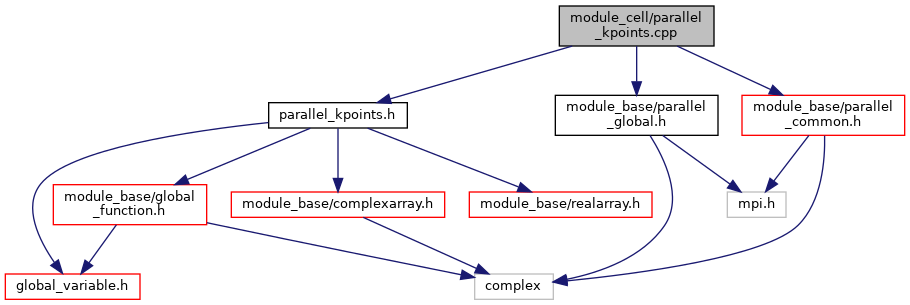 module_cell/parallel
_kpoints.cpp
parallel_kpoints.h
module_base/parallel
_global.h
module_base/parallel
_common.h
module_base/global
_function.h
module_base/complexarray.h
module_base/realarray.h
mpi.h
global_variable.h
complex